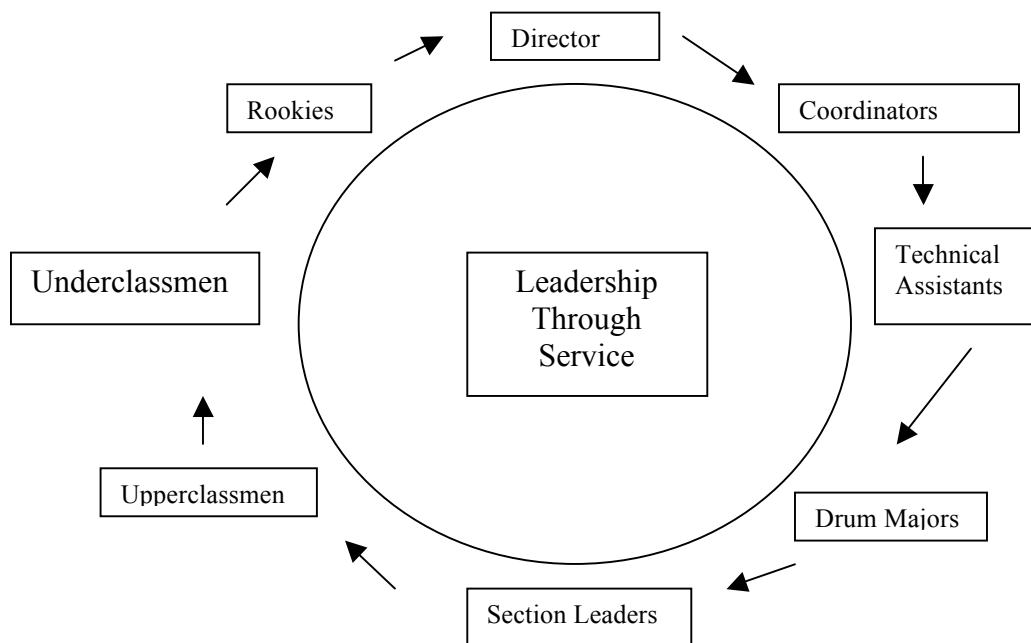 Director
Rookies
Coordinators
Technical
Assistants
Underclassmen
Leadership
Through
Service
Upperclassmen
Drum Majors
Section Leaders